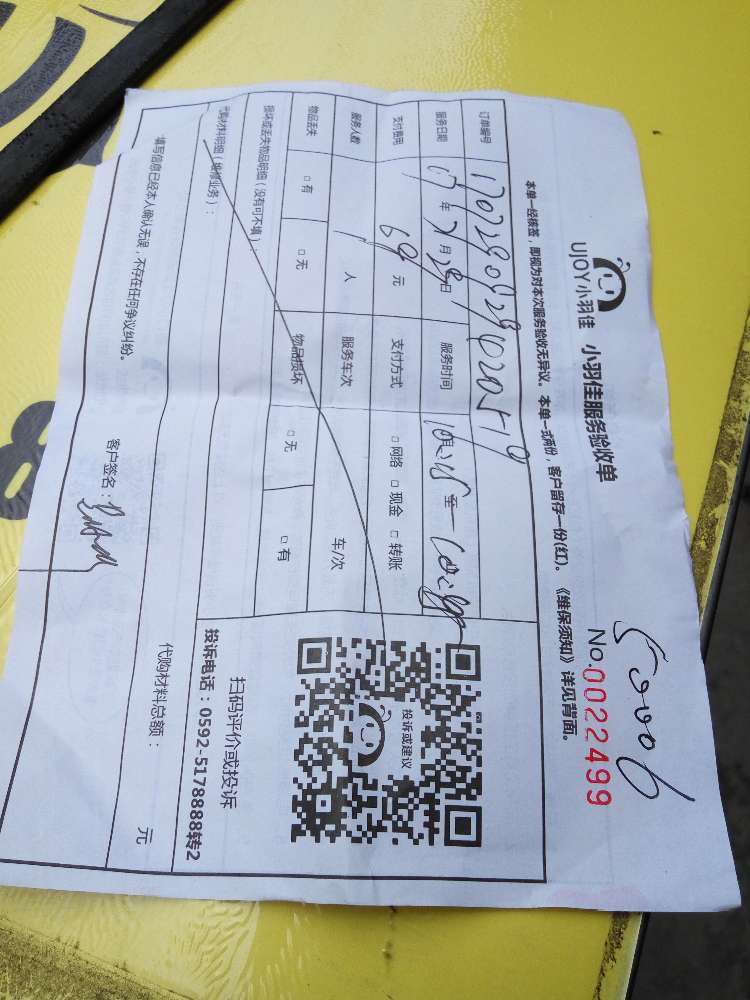 50006
UJOY小羽佳 小羽佳服务验收单
No.0022499
本单一经核签，即视为对本次服务验收无异议。本单一式两份，客户留存一份(红)。《维保须知》详见背面。
订单编号
服务日期 年 月 日 服务时间 至
支付费用 69 元 支付方式 □ 网络 □ 现金 □ 转账
服务人数 1 人 服务车次 车/次
物品丢失 □ 有 □ 无 物品损坏 □ 无 □ 有
损坏或丢失物品明细（没有可不填）：
代购材料明细（维修业务）：
投诉或建议
扫码评价或投诉
投诉电话：0592-5178888转2
代购材料总额： 元
填写信息已经本人确认无误，不存在任何争议纠纷。
客户签名：